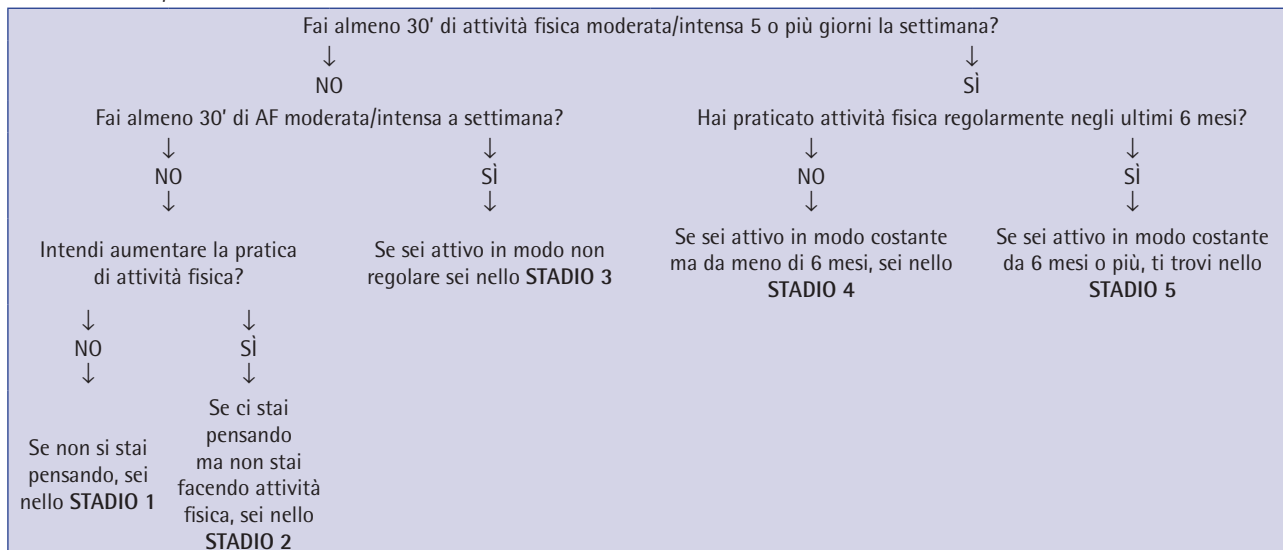 Fai almeno 30' di attività fisica moderata/intensa 5 o più giorni la settimana?
↓ ↓
NO SÌ
Fai almeno 30' di AF moderata/intensa a settimana? Hai praticato attività fisica regolarmente negli ultimi 6 mesi?
↓ ↓ ↓ ↓
NO SÌ NO SÌ
↓ ↓ ↓ ↓
Intendi aumentare la pratica
di attività fisica?
Se sei attivo in modo non
regolare sei nello STADIO 3
Se sei attivo in modo costante
ma da meno di 6 mesi, sei nello
STADIO 4
Se sei attivo in modo costante
da 6 mesi o più, ti trovi nello
STADIO 5
↓ ↓
NO SÌ
↓ ↓
Se non si stai
pensando, sei
nello STADIO 1
Se ci stai
pensando
ma non stai
facendo attività
fisica, sei nello
STADIO 2